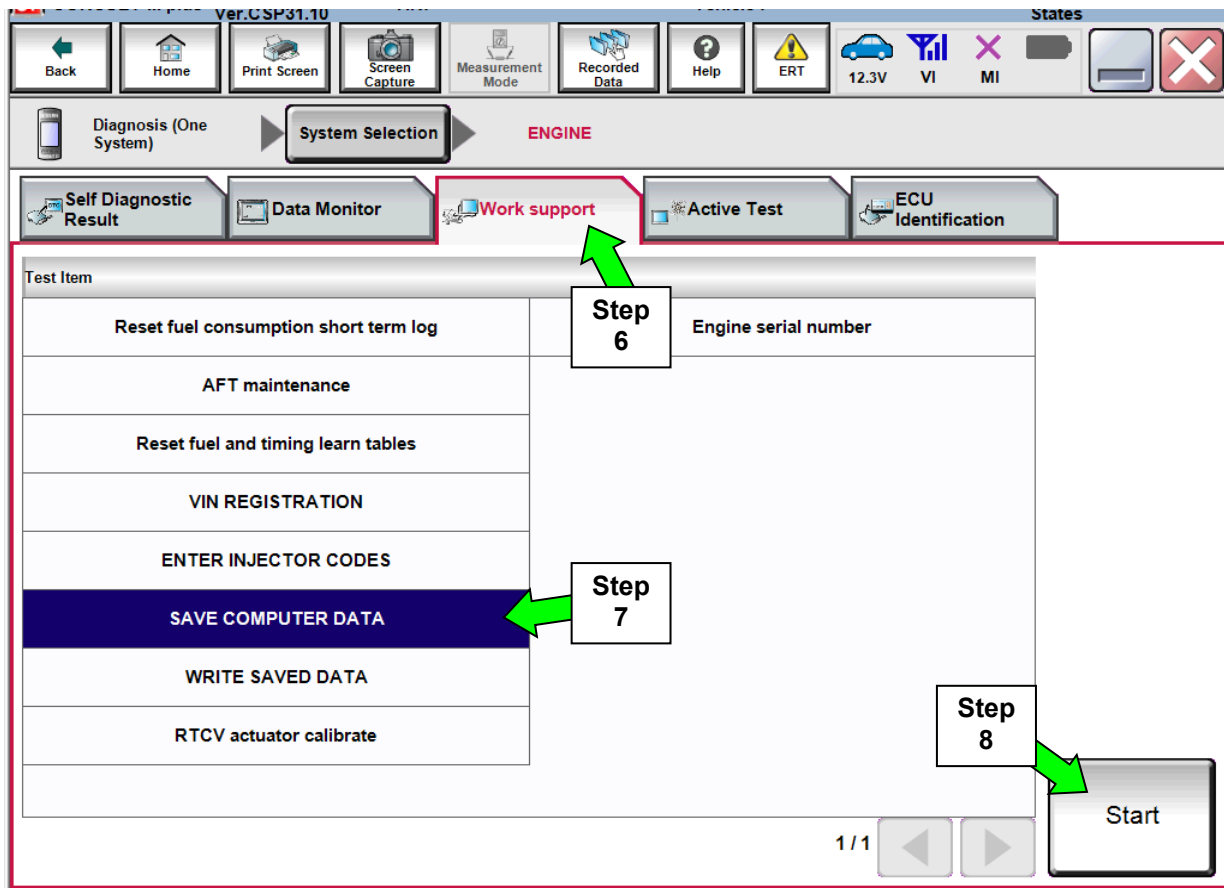 Ver.CSP31.10
States
Back
Home
Print Screen
Screen
Capture
Measurement
Mode
Recorded
Data
Help
ERT
12.3V
VI
MI
Diagnosis (One
System)
System Selection
ENGINE
Self Diagnostic
Result
Data Monitor
Work support
Active Test
ECU
Identification
Test Item
Step
6
Reset fuel consumption short term log
Engine serial number
AFT maintenance
Reset fuel and timing learn tables
VIN REGISTRATION
ENTER INJECTOR CODES
Step
7
SAVE COMPUTER DATA
WRITE SAVED DATA
RTCV actuator calibrate
Step
8
Start
1/1